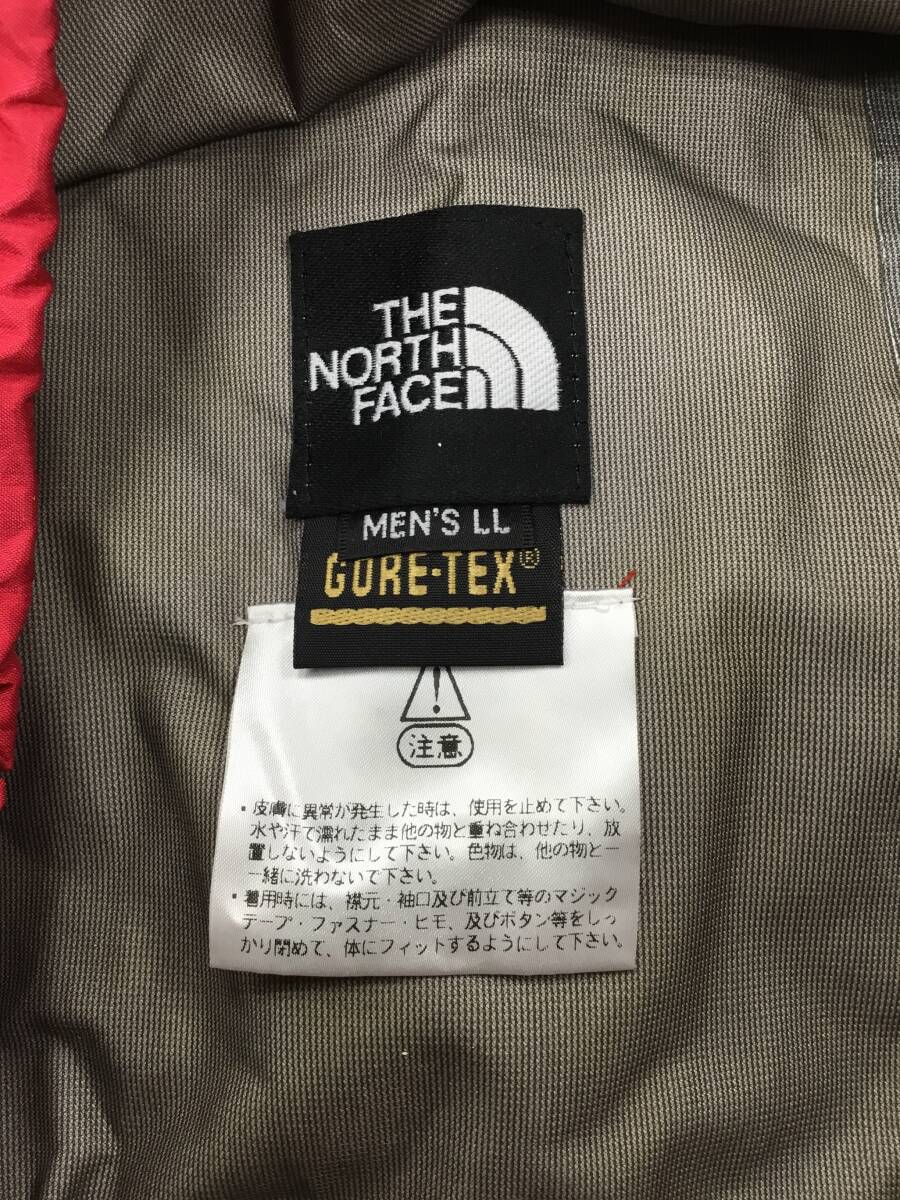 THE
NORTH
FACE
MEN'S LL
GORE-TEX®
注意
・皮膚に異常が発生した時は、使用を止めて下さい。
水や汗で濡れたまま他の物と重ね合わせたり、放
置しないようにして下さい。色物は、他の物と一
一緒に洗わないで下さい。
・着用時には、襟元・袖口及び前立て等のマジック
テープ・ファスナー・ヒモ、及びボタン等をしっ
かり閉めて、体にフィットするようにして下さい。